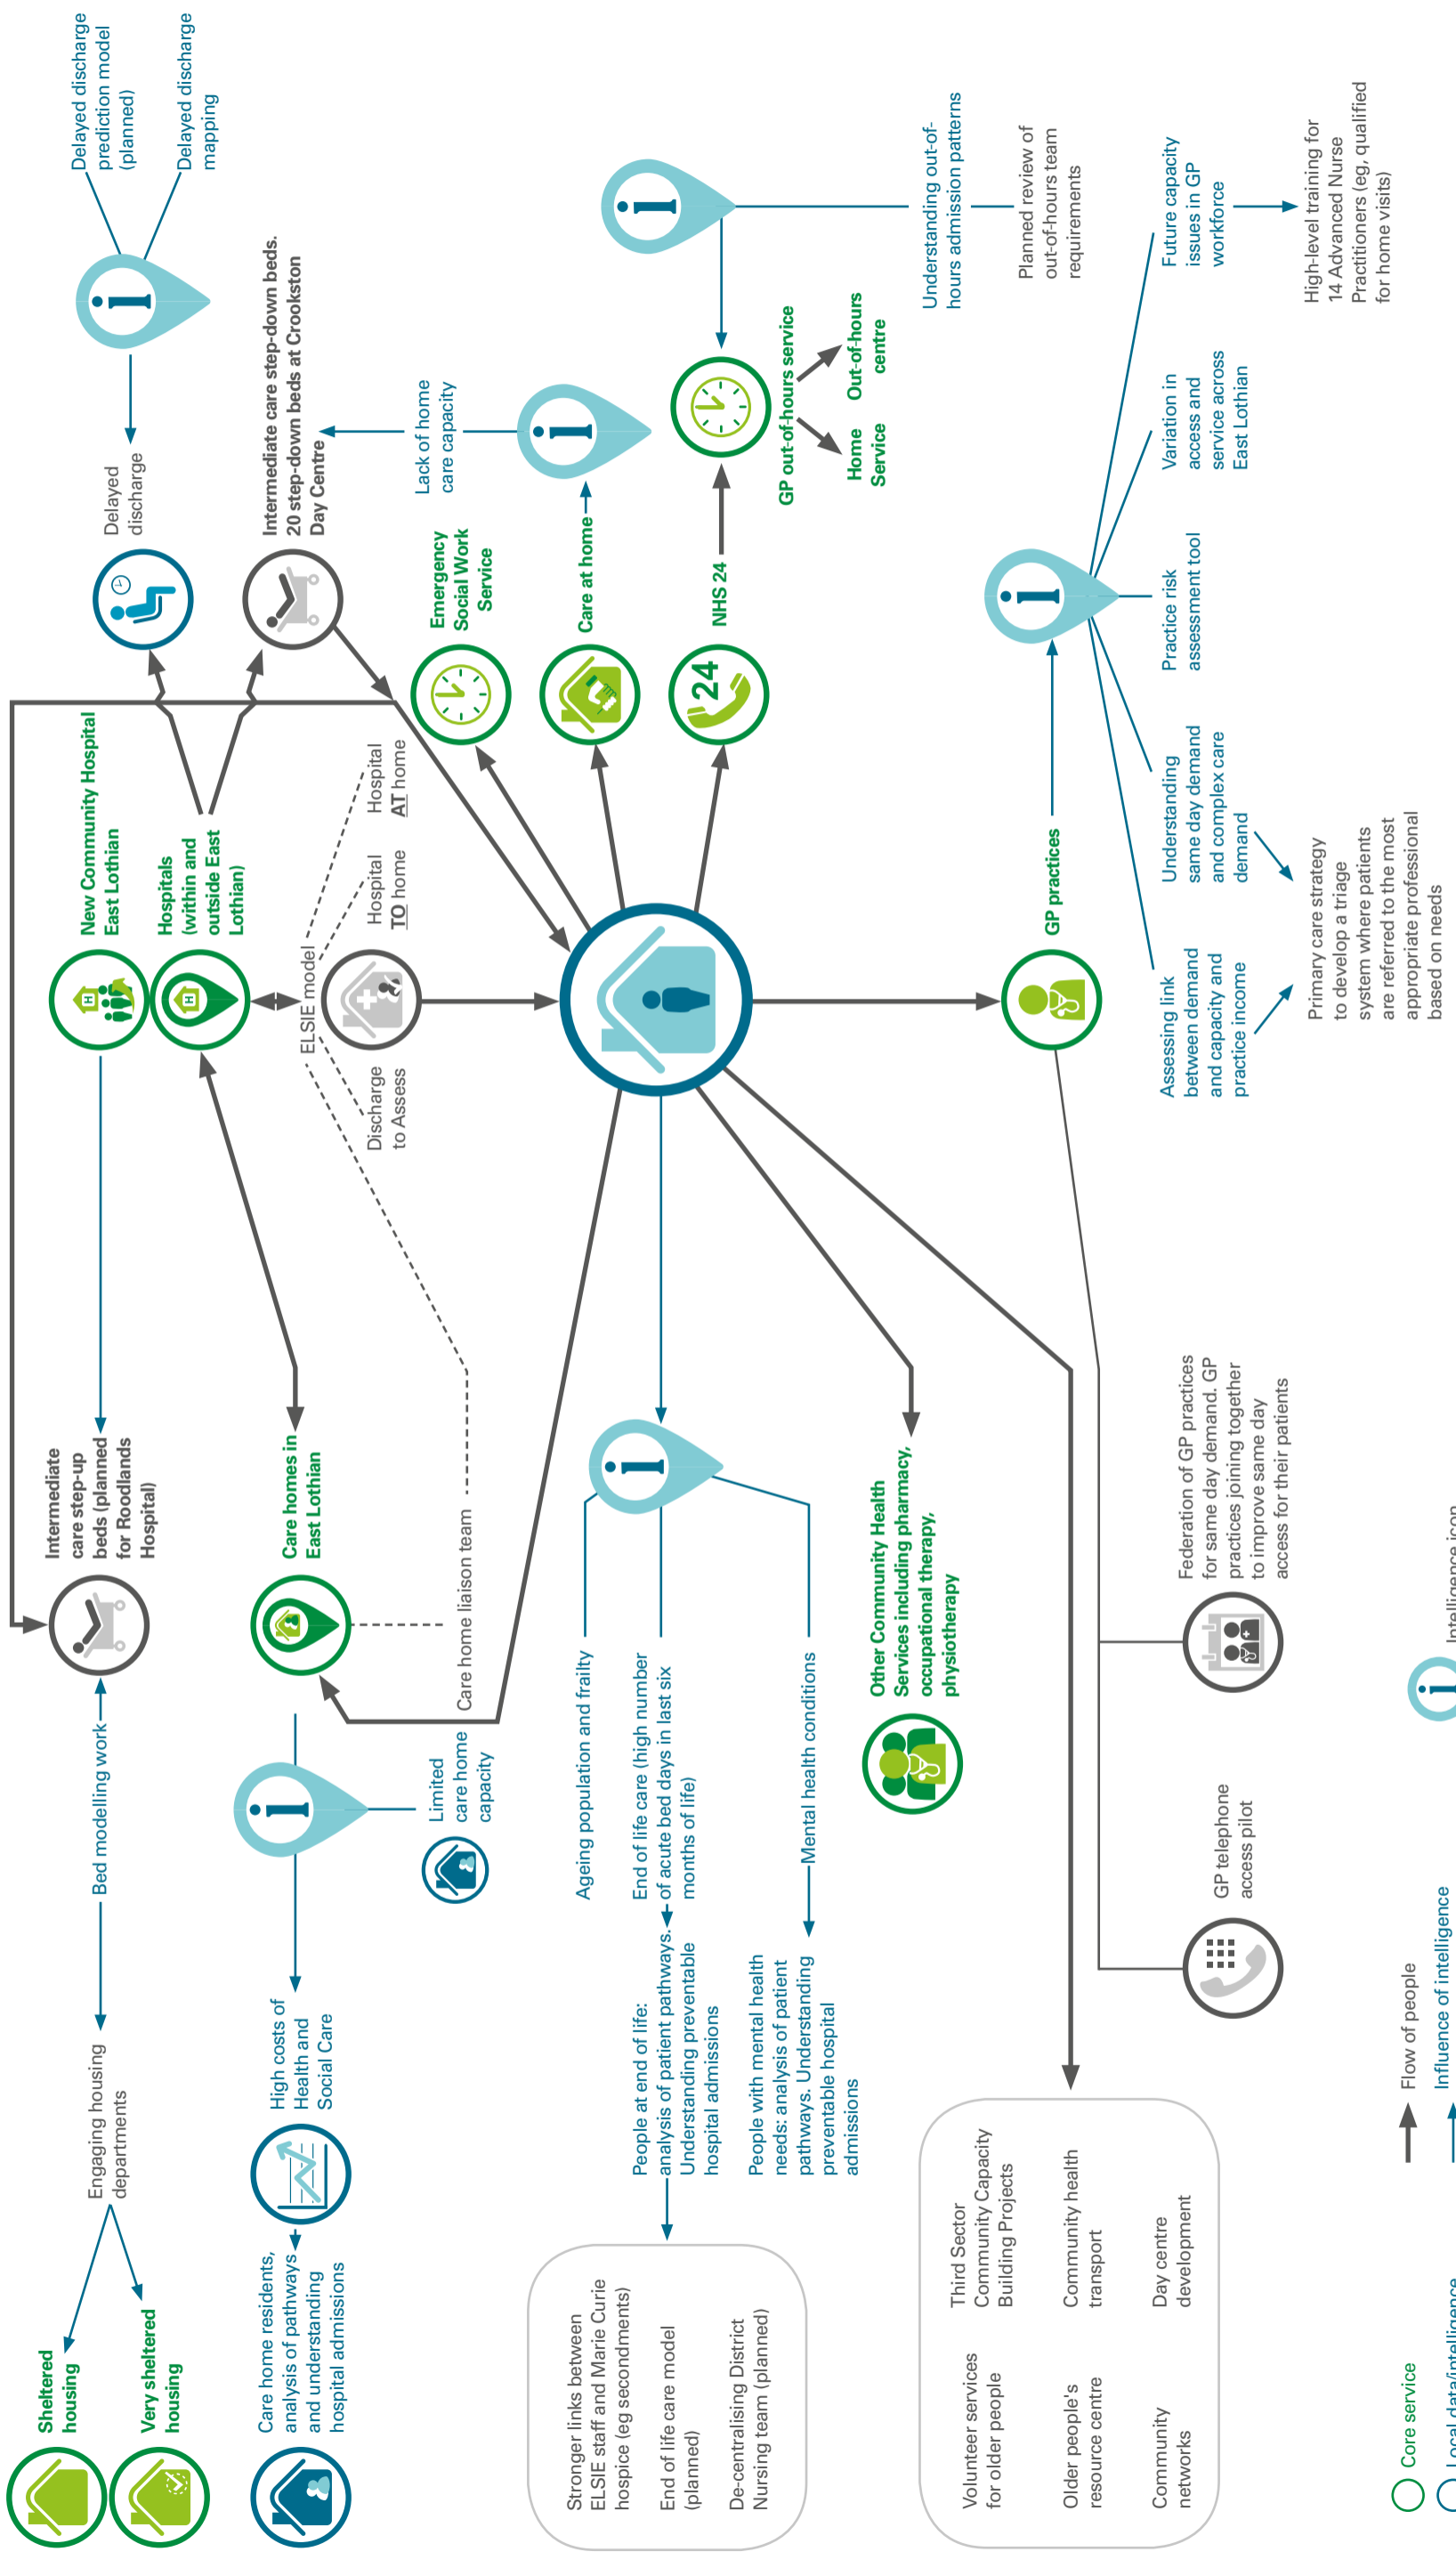 Sheltered
housing
Very sheltered
housing
Engaging housing
departments
Bed modelling work
Intermediate
care step-up
beds (planned
for Roodlands
Hospital)
New Community Hospital
East Lothian
Hospitals
(within and
outside East
Lothian)
Delayed
discharge
Delayed discharge
prediction model
(planned)
Delayed discharge
mapping
Intermediate care step-down beds.
20 step-down beds at Crookston
Day Centre
Care home residents,
analysis of pathways
and understanding
hospital admissions
High costs of
Health and
Social Care
Limited
care home
capacity
Care homes in
East Lothian
Care home liaison team
ELSIE model
Discharge
to Assess
Hospital
TO home
Hospital
AT home
Lack of home
care capacity
Emergency
Social Work
Service
Care at home
24
NHS 24
GP out-of-hours service
Home
Service
Out-of-hours
centre
Understanding out-of-
hours admission patterns
Planned review of
out-of-hours team
requirements
Ageing population and frailty
End of life care (high number
of acute bed days in last six
months of life)
Mental health conditions
People at end of life:
analysis of patient pathways.
Understanding preventable
hospital admissions
People with mental health
needs: analysis of patient
pathways. Understanding
preventable hospital
admissions
Stronger links between
ELSIE staff and Marie Curie
hospice (eg secondments)
End of life care model
(planned)
De-centralising District
Nursing team (planned)
Other Community Health
Services including pharmacy,
occupational therapy,
physiotherapy
Third Sector
Community Capacity
Building Projects
Volunteer services
for older people
Community health
transport
Older people's
resource centre
Day centre
development
Community
networks
GP practices
Assessing link
between demand
and capacity and
practice income
Understanding
same day demand
and complex care
demand
Practice risk
assessment tool
Variation in
access and
service across
East Lothian
Future capacity
issues in GP
workforce
Primary care strategy
to develop a triage
system where patients
are referred to the most
appropriate professional
based on needs
High-level training for
14 Advanced Nurse
Practitioners (eg, qualified
for home visits)
GP telephone
access pilot
Federation of GP practices
for same day demand. GP
practices joining together
to improve same day
access for their patients
Core service
Local data/intelligence
Flow of people
Influence of intelligence
Intelligence icon